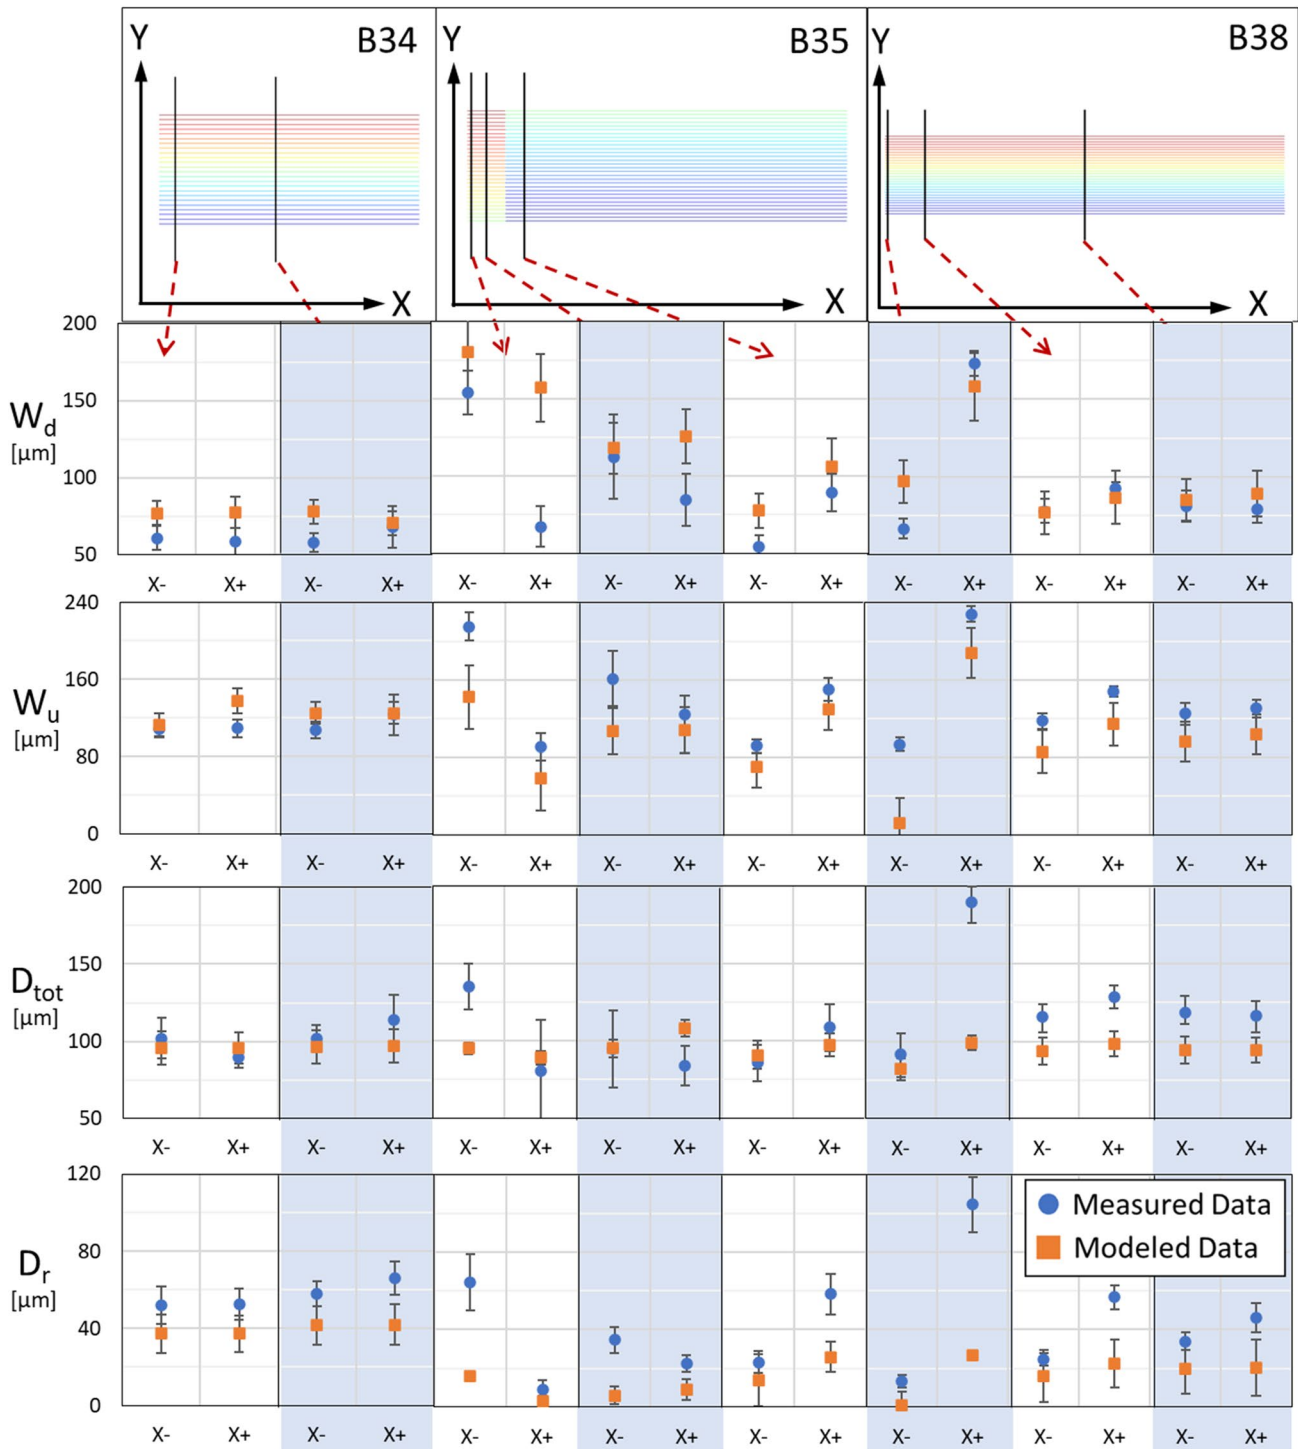 Y B34 Y B35 Y B38
X X X
200
150
W_d
[µm]
100
50
X- X+ X- X+ X- X+ X- X+ X- X+ X- X+ X- X+ X- X+
240
160
W_u
[µm]
80
0
X- X+ X- X+ X- X+ X- X+ X- X+ X- X+ X- X+ X- X+
200
150
D_tot
[µm]
100
50
X- X+ X- X+ X- X+ X- X+ X- X+ X- X+ X- X+ X- X+
120
Measured Data
80
Modeled Data
D_r
[µm]
40
0
X- X+ X- X+ X- X+ X- X+ X- X+ X- X+ X- X+ X- X+